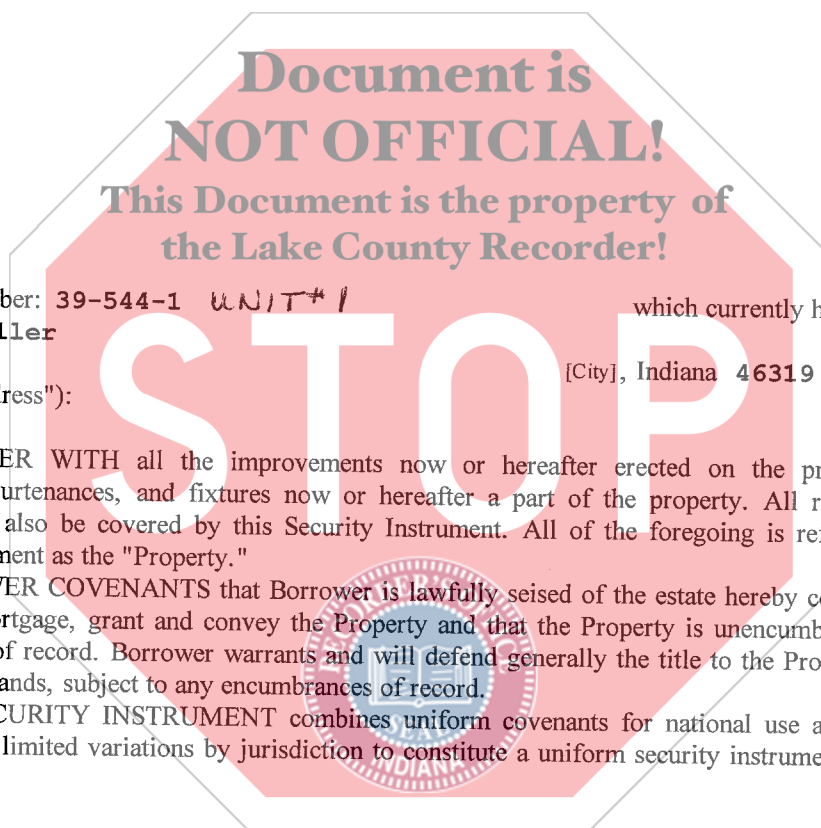 Document is
NOT OFFICIAL!
This Document is the property of
the Lake County Recorder!
ber: 39-544-1 UNIT #1 which currently h
ller
[City], Indiana 46319
ress"):
STOP
ER WITH all the improvements now or hereafter erected on the pr
urtenances, and fixtures now or hereafter a part of the property. All r
also be covered by this Security Instrument. All of the foregoing is re
ment as the "Property."
ER COVENANTS that Borrower is lawfully seised of the estate hereby c
rtgage, grant and convey the Property and that the Property is unencumb
of record. Borrower warrants and will defend generally the title to the Pro
ands, subject to any encumbrances of record.
CURITY INSTRUMENT combines uniform covenants for national use a
limited variations by jurisdiction to constitute a uniform security instrume
RECORDER'S OFFICE
SEAL
INDIANA